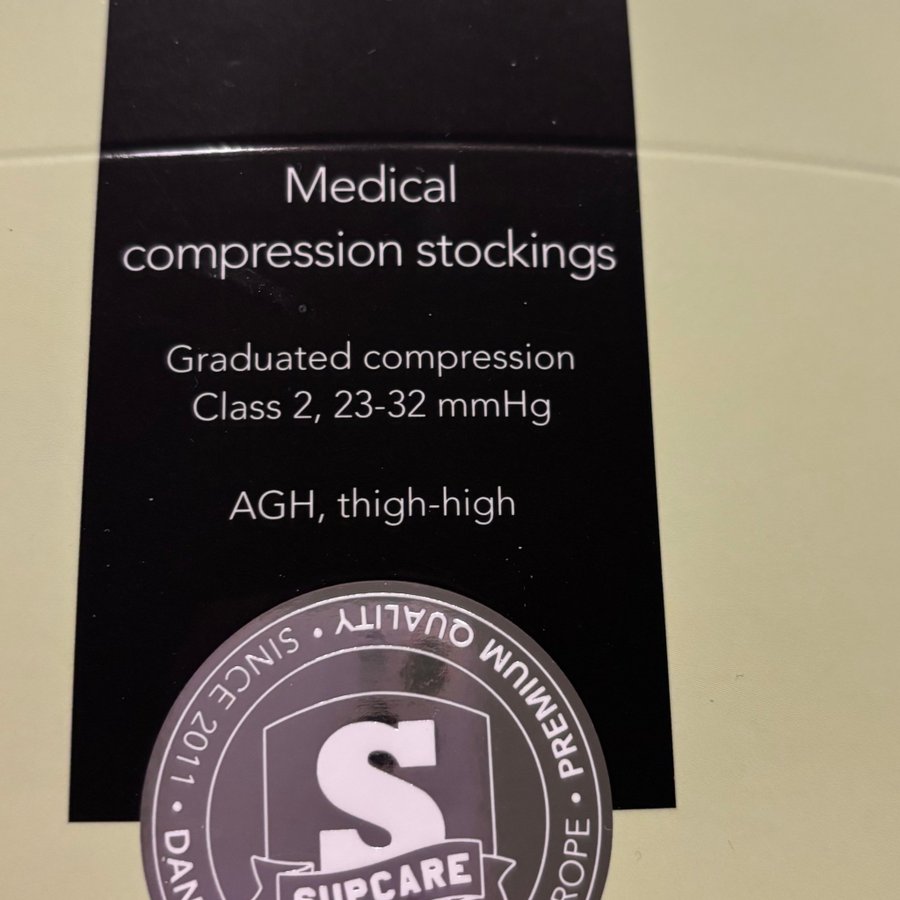 Medical
compression stockings
Graduated compression
Class 2, 23-32 mmHg
AGH, thigh-high
SINCE 2011 • PREMIUM QUALITY •
S
SUPCARE